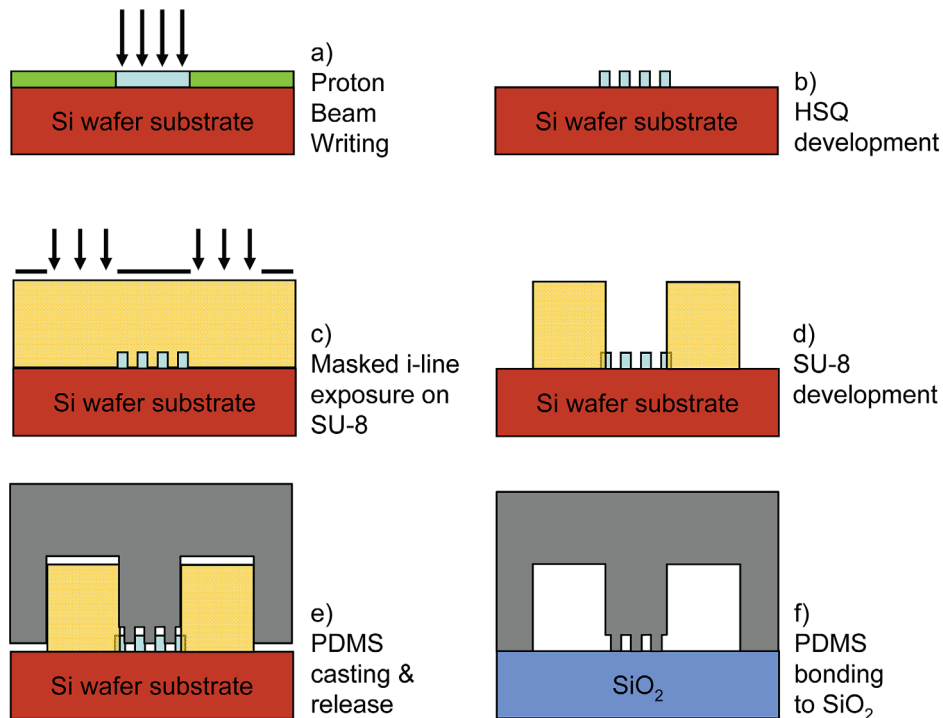 a)
Proton
Beam
Writing
Si wafer substrate
b)
HSQ
development
Si wafer substrate
c)
Masked i-line
exposure on
SU-8
Si wafer substrate
d)
SU-8
development
Si wafer substrate
e)
PDMS
casting &
release
Si wafer substrate
f)
PDMS
bonding
to SiO₂
SiO₂